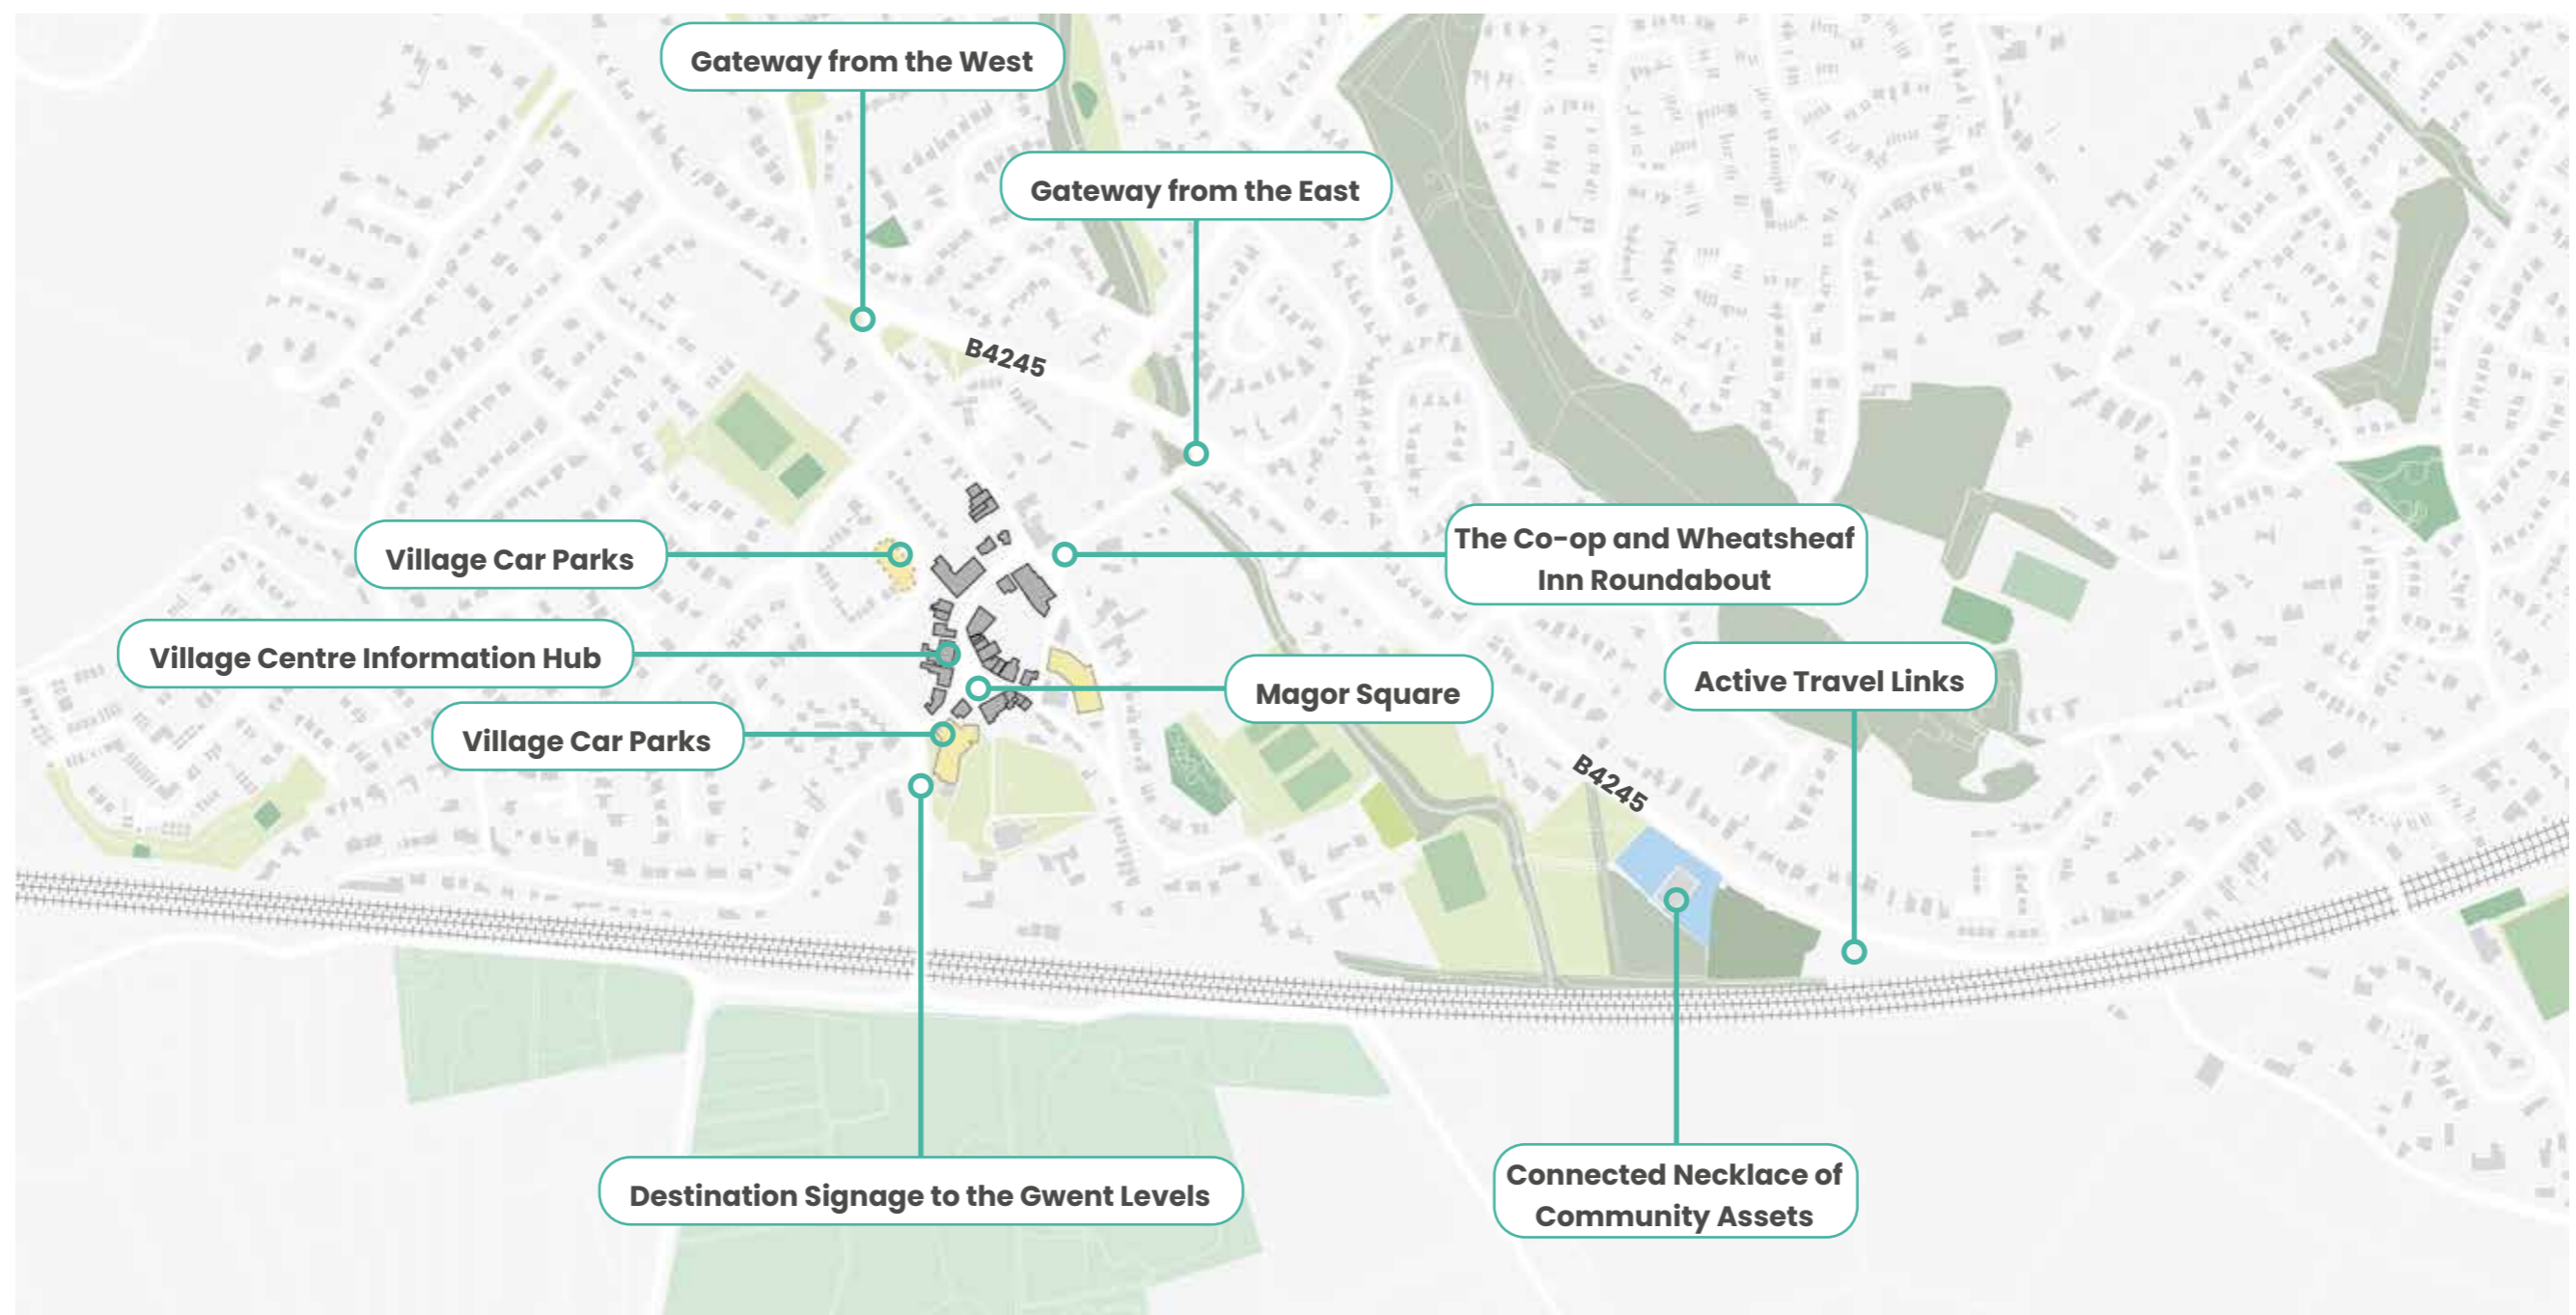 Gateway from the West
Gateway from the East
B4245
The Co-op and Wheatsheaf
Inn Roundabout
Village Car Parks
Village Centre Information Hub
Magor Square
Active Travel Links
Village Car Parks
B4245
Destination Signage to the Gwent Levels
Connected Necklace of
Community Assets